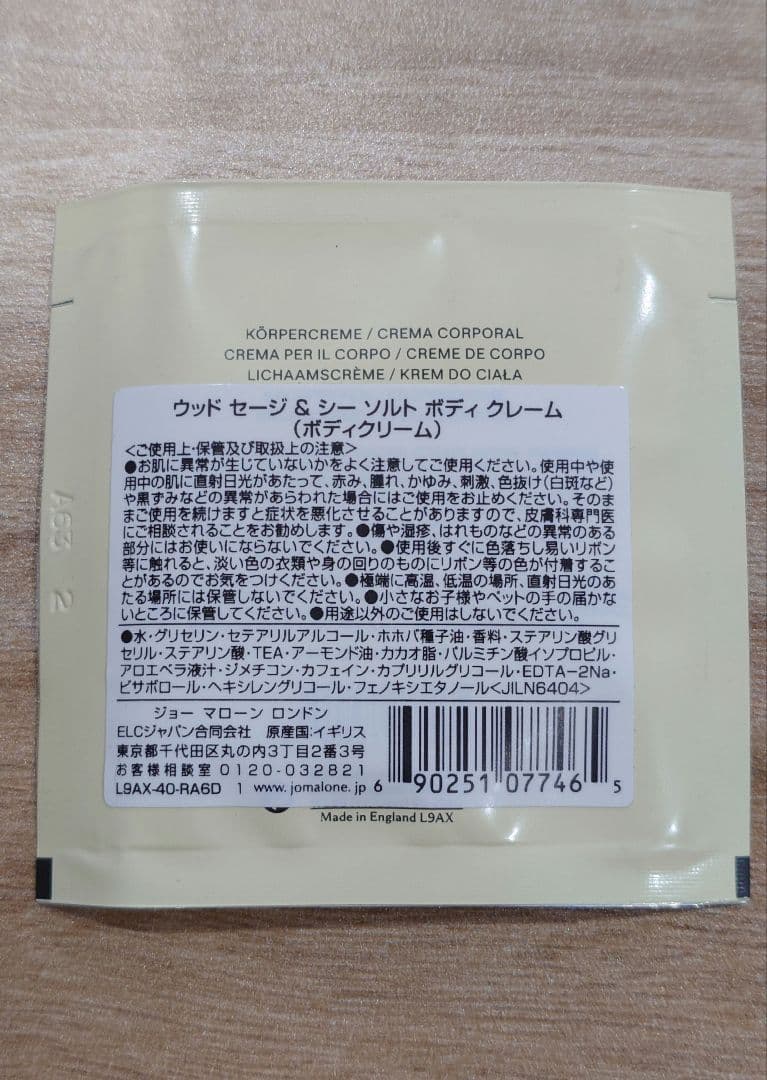 KÖRPERCREME / CREMA CORPORAL
CREMA PER IL CORPO / CREME DE CORPO
LICHAAMSCRÈME / KREM DO CIAŁA
ウッド セージ & シー ソルト ボディ クレーム
(ボディクリーム)
<ご使用上・保管及び取扱上の注意>
●お肌に異常が生じていないかをよく注意してご使用ください。使用中や使
用中の肌に直射日光があたって、赤み、腫れ、かゆみ、刺激、色抜け(白斑など)
や黒ずみなどの異常があらわれた場合にはご使用をお止めください。そのま
まご使用を続けますと症状を悪化させることがありますので、皮膚科専門医
にご相談されることをお勧めします。●傷や湿疹、はれものなどの異常のある
部分にはお使いにならないでください。●使用後すぐに色落ちし易いリボン
等に触れると、淡い色の衣類や身の回りのものにリボン等の色が付着するこ
とがあるのでお気をつけください。●極端に高温、低温の場所、直射日光のあ
たる場所には保管しないでください。●小さなお子様やペットの手の届かな
いところに保管してください。●用途以外のご使用はしないでください。
●水・グリセリン・セテアリルアルコール・ホホバ種子油・香料・ステアリン酸グリ
セリル・ステアリン酸・TEA・アーモンド油・カカオ脂・パルミチン酸イソプロピル・
アロエベラ液汁・ジメチコン・カフェイン・カプリリルグリコール・EDTA-2Na・
ビサボロール・ヘキシレングリコール・フェノキシエタノール<JILN6404>
ジョー マローン ロンドン
ELCジャパン合同会社 原産国:イギリス
東京都千代田区丸の内3丁目2番3号
お客様相談室 0120-032821
L9AX-40-RA6D 1 www.jomalone.jp
6 90251 07746 5
Made in England L9AX
A63 2